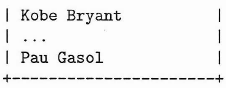 | Kobe Bryant |
| ... |
| Pau Gasol |
+-----------------------+